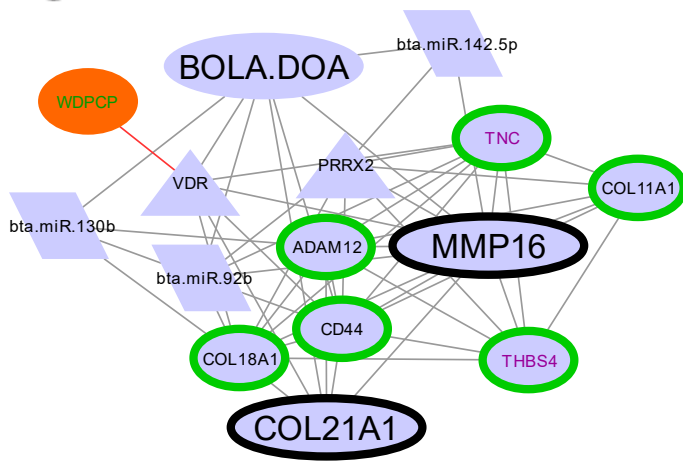 bta.miR.142.5p
BOLA.DOA
WDPCP
TNC
PRRX2
VDR
COL11A1
bta.miR.130b
ADAM12
MMP16
bta.miR.92b
CD44
COL18A1
THBS4
COL21A1